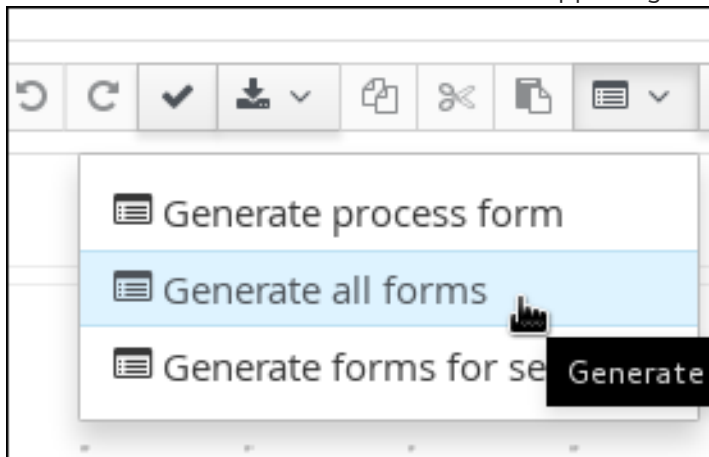 Generate process form
Generate all forms
Generate forms for se
Generate